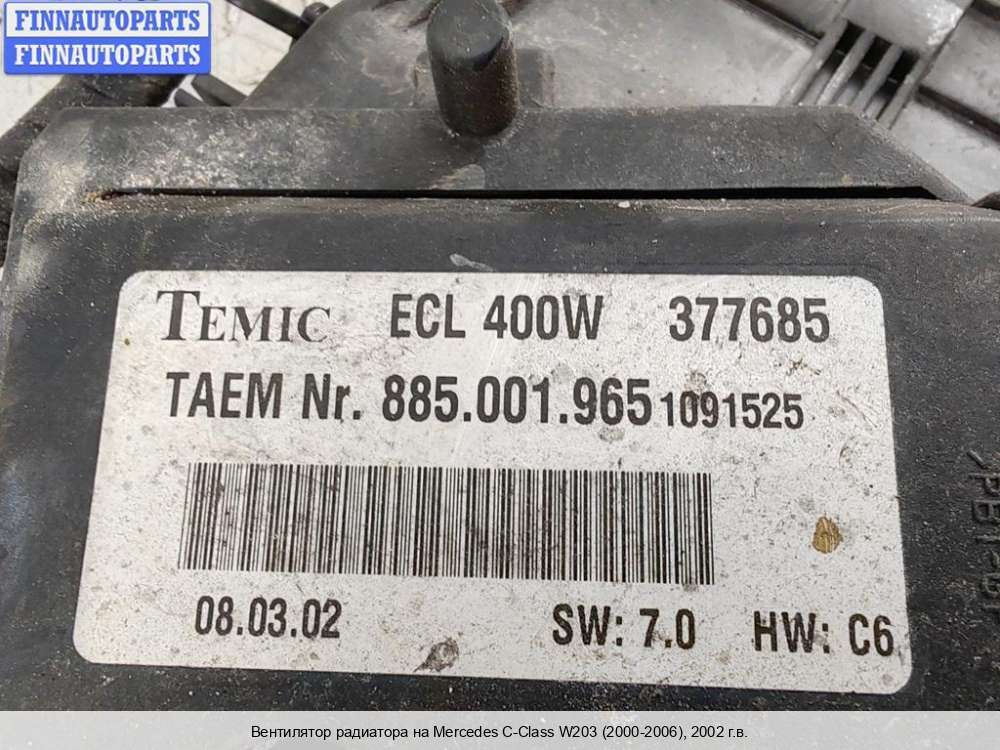 FINNAUTOPARTS
FINNAUTOPARTS
TEMIC ECL 400W 377685
TAEM Nr. 885.001.965 1091525
08.03.02 SW: 7.0 HW: C6
Вентилятор радиатора на Mercedes C-Class W203 (2000-2006), 2002 г.в.